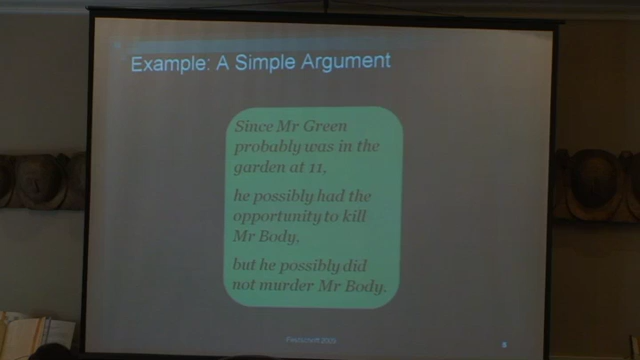 Example: A Simple Argument
Since Mr Green
probably was in the
garden at 11,
he possibly had the
opportunity to kill
Mr Body,
but he possibly did
not murder Mr Body.